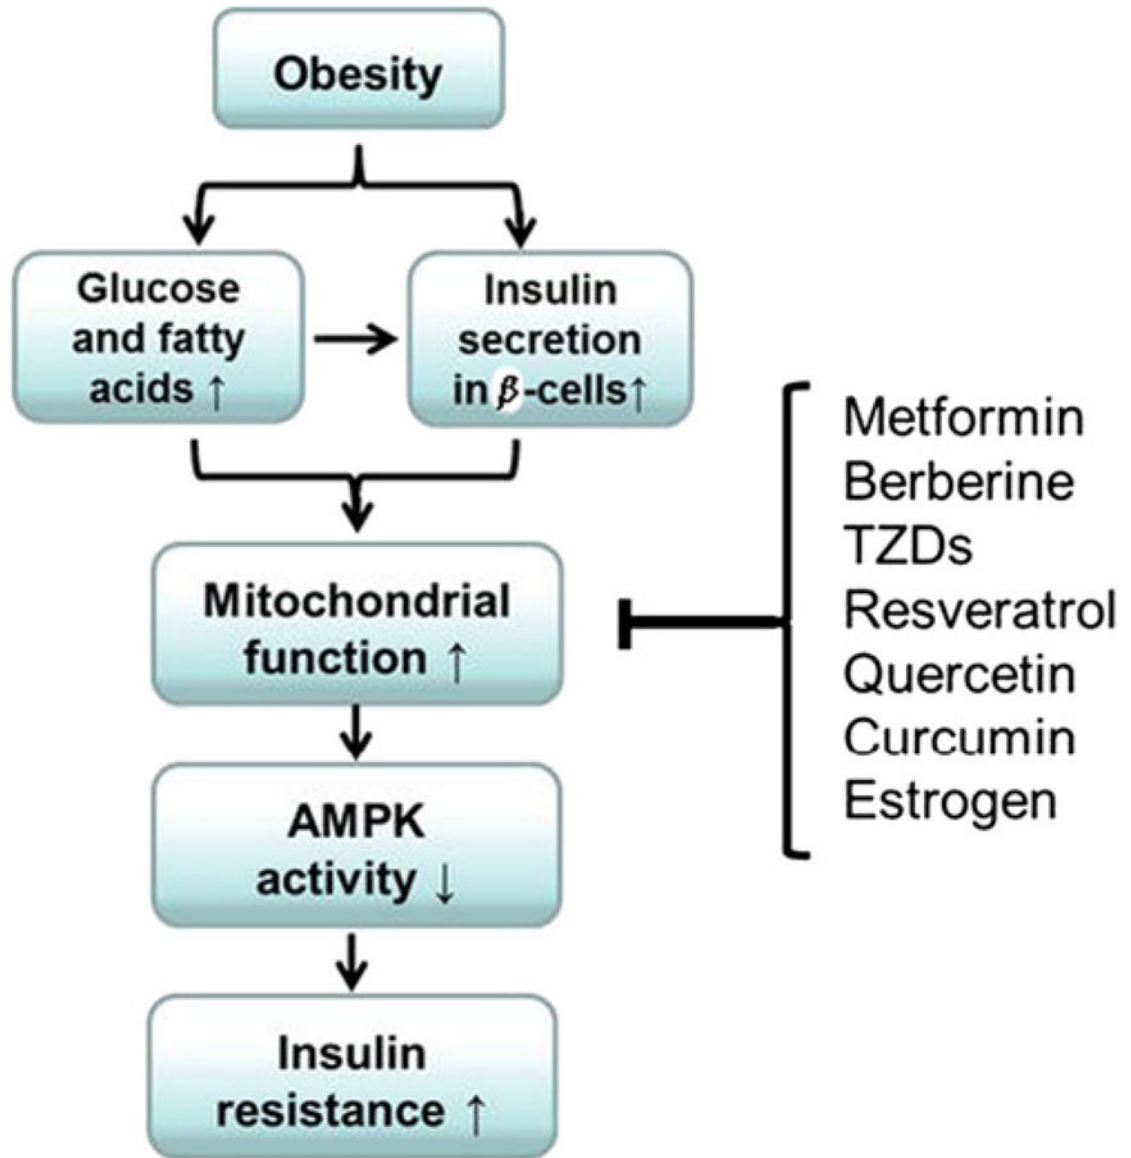 Obesity
Glucose
and fatty
acids ↑
Insulin
secretion
in β-cells↑
Mitochondrial
function ↑
AMPK
activity ↓
Insulin
resistance ↑
Metformin
Berberine
TZDs
Resveratrol
Quercetin
Curcumin
Estrogen